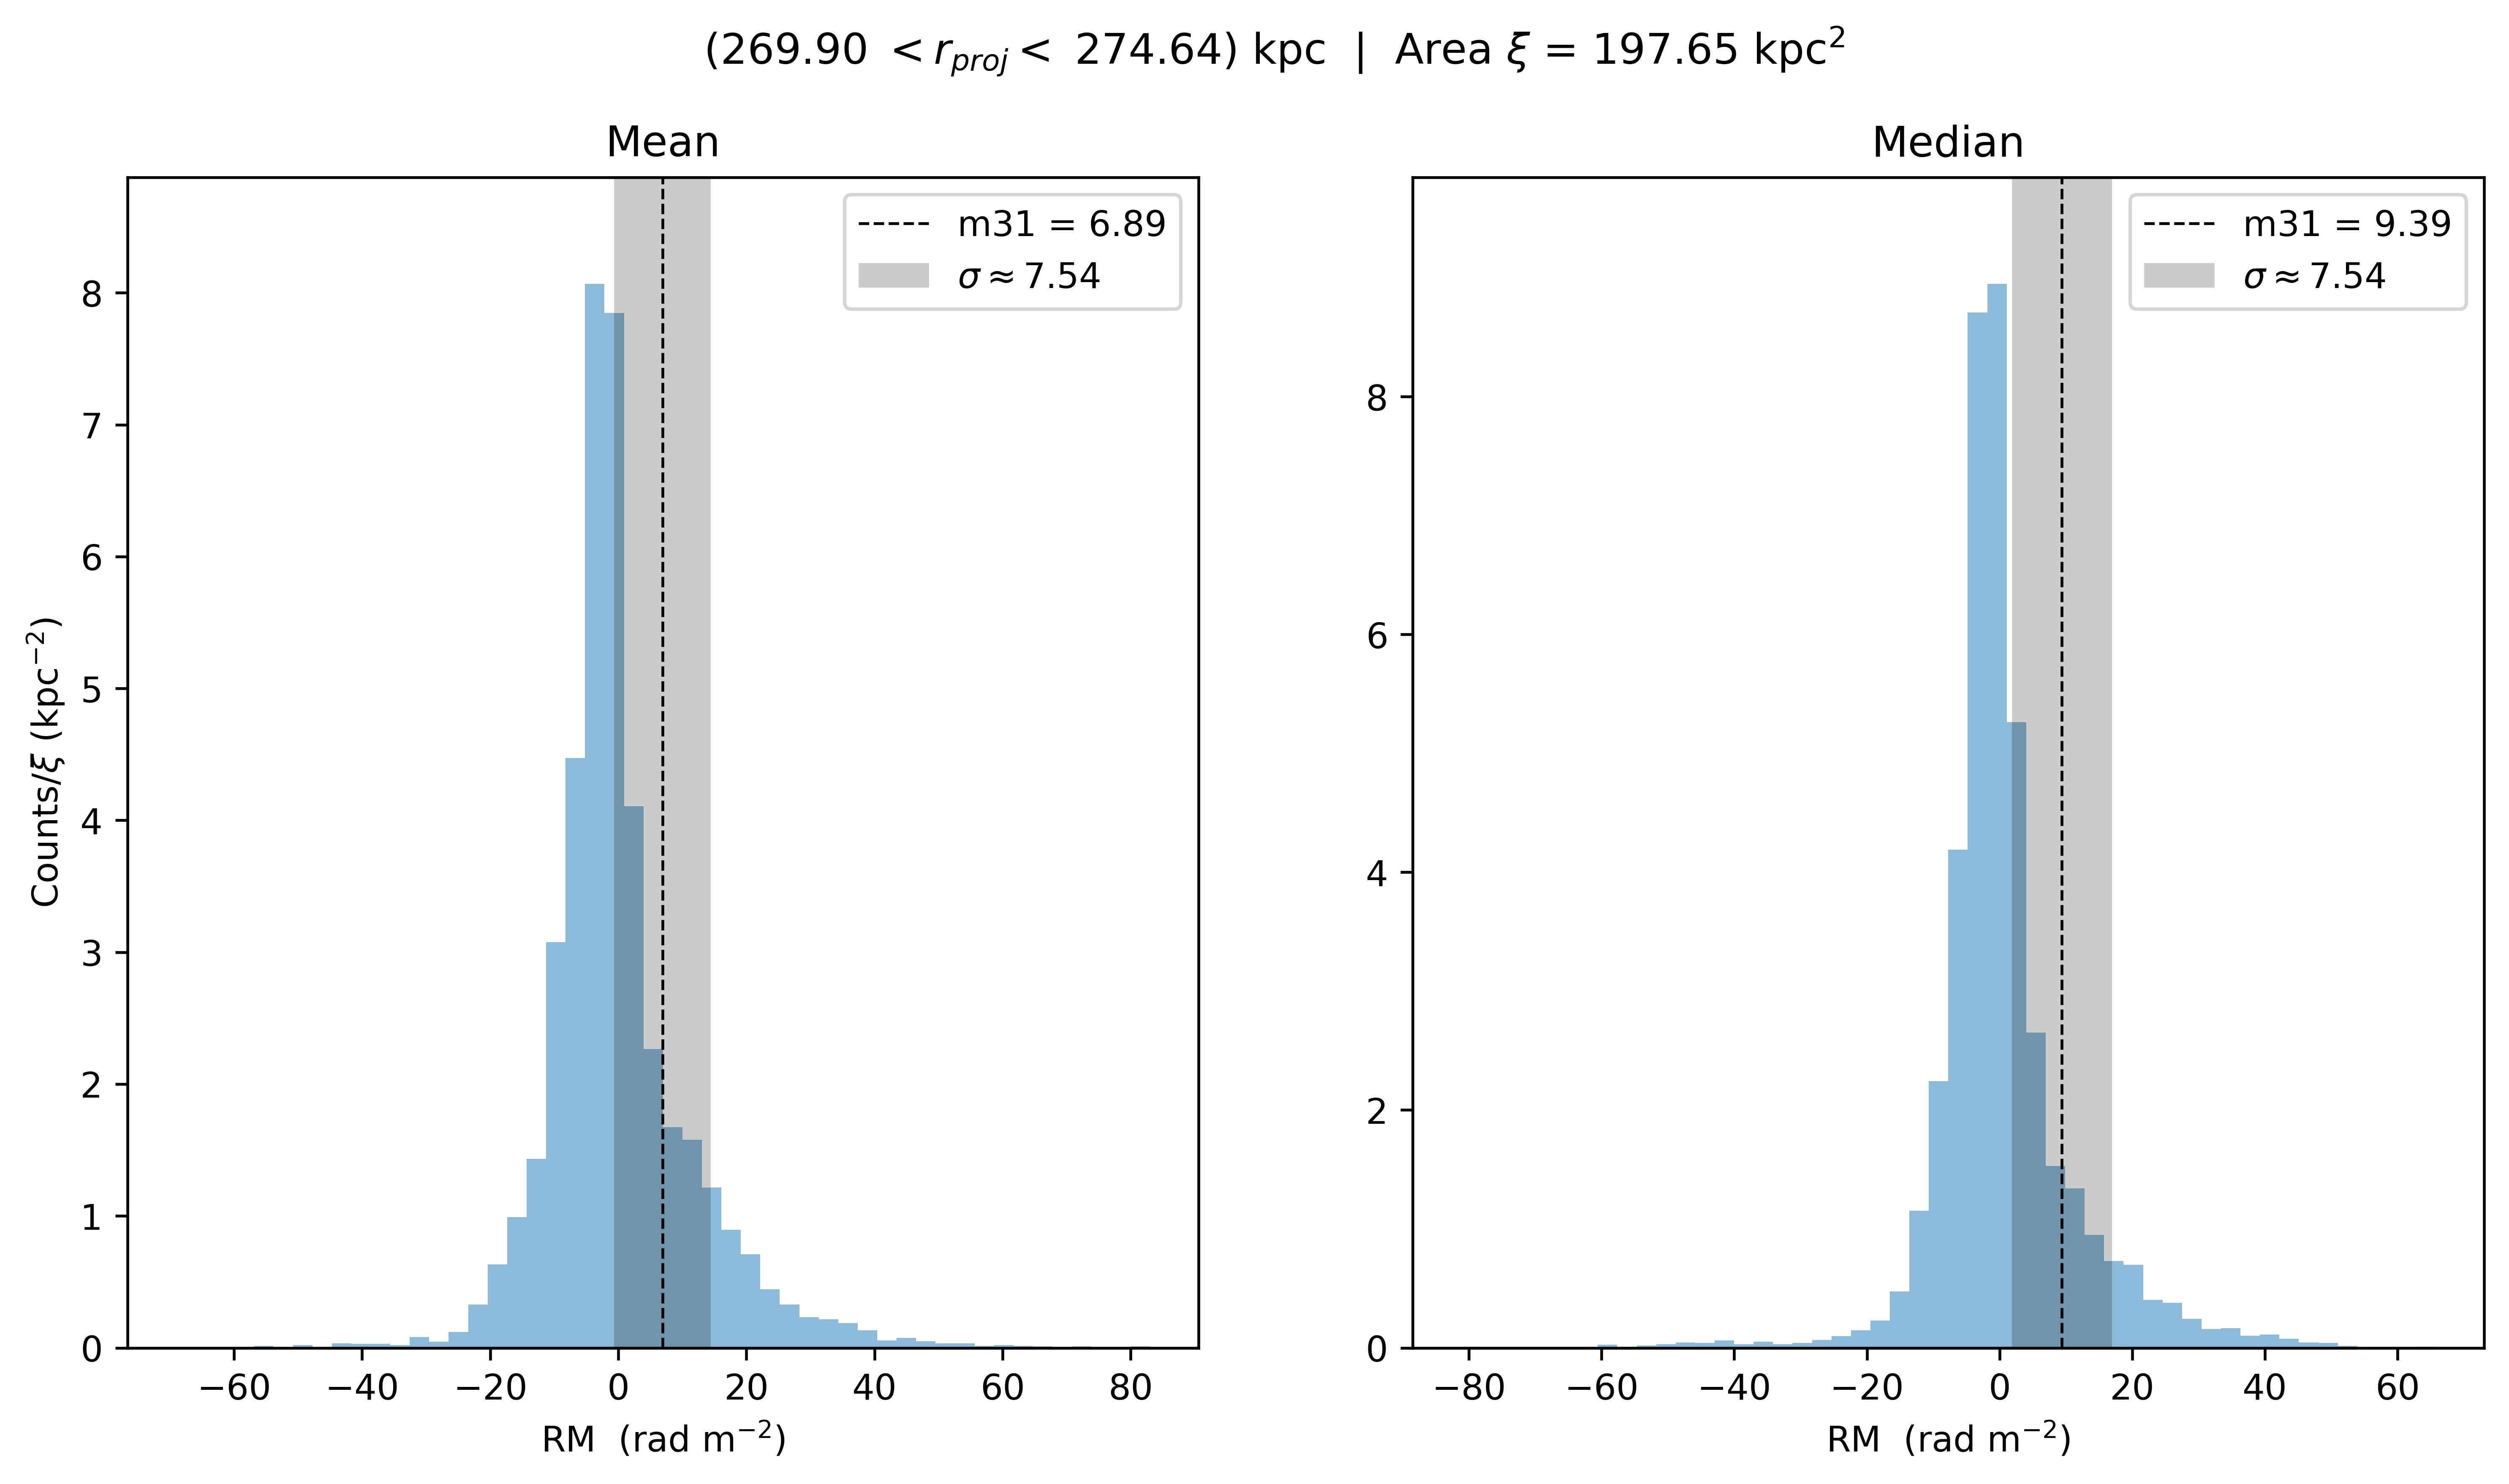 (269.90 < r_proj < 274.64) kpc | Area ξ = 197.65 kpc²
Mean
m31 = 6.89
σ ≈ 7.54
8
7
6
5
4
3
2
1
0
Counts/ξ (kpc⁻²)
−60 −40 −20 0 20 40 60 80
RM (rad m⁻²)
Median
m31 = 9.39
σ ≈ 7.54
8
6
4
2
0
−80 −60 −40 −20 0 20 40 60
RM (rad m⁻²)